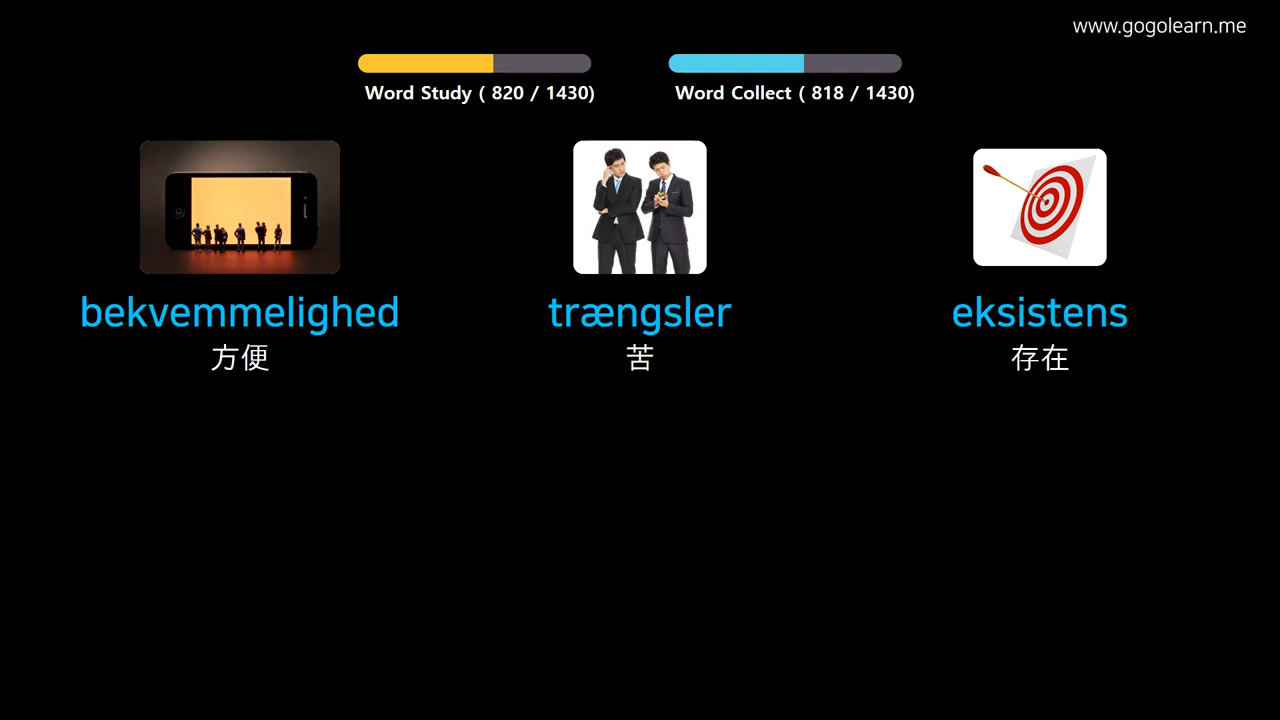 www.gogolearn.me
Word Study ( 820 / 1430)
Word Collect ( 818 / 1430)
bekvemmelighed
方便
trængsler
苦
eksistens
存在